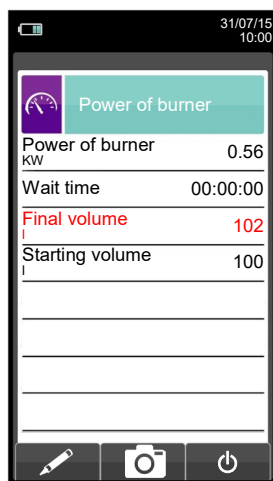 31/07/15
10:00
Power of burner
Power of burner
KW
0.56
Wait time 00:00:00
Final volume
l
102
Starting volume
l
100